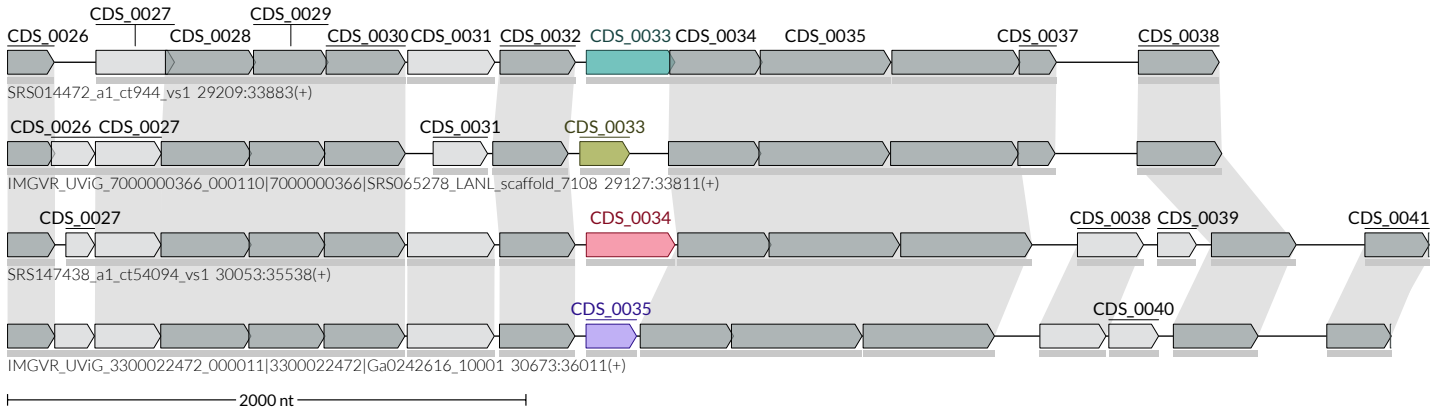 CDS_0027 CDS_0029
CDS_0026 CDS_0028 CDS_0030 CDS_0031 CDS_0032 CDS_0033 CDS_0034 CDS_0035 CDS_0037 CDS_0038
SRS014472_a1_ct944_vs1 29209:33883(+)
CDS_0026 CDS_0027 CDS_0031 CDS_0033
IMGVR_UViG_7000000366_000110|7000000366|SRS065278_LANL_scaffold_7108 29127:33811(+)
CDS_0027 CDS_0034 CDS_0038 CDS_0039 CDS_0041
SRS147438_a1_ct54094_vs1 30053:35538(+)
CDS_0035 CDS_0040
IMGVR_UViG_3300022472_000011|3300022472|Ga0242616_10001 30673:36011(+)
2000 nt